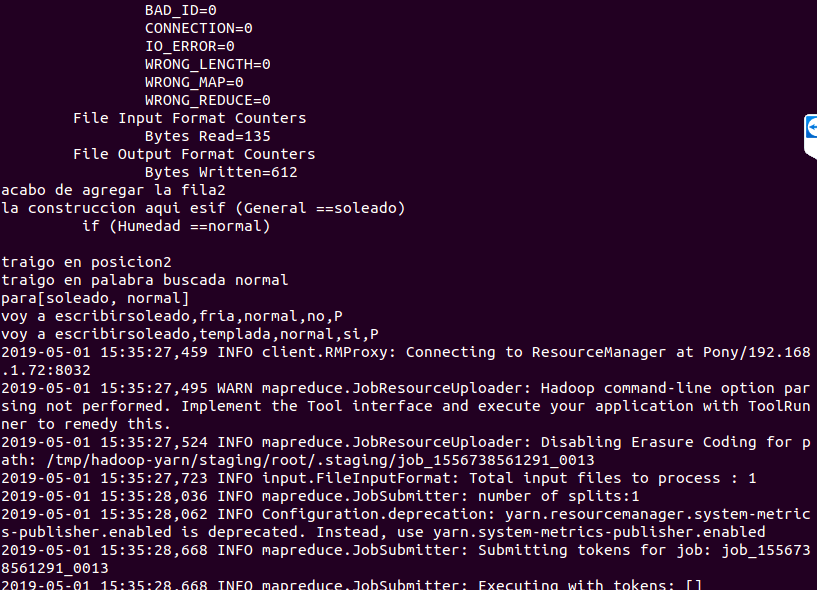 BAD_ID=0
CONNECTION=0
IO_ERROR=0
WRONG_LENGTH=0
WRONG_MAP=0
WRONG_REDUCE=0
File Input Format Counters
Bytes Read=135
File Output Format Counters
Bytes Written=612
acabo de agregar la fila2
la construccion aqui esif (General ==soleado)
if (Humedad ==normal)
traigo en posicion2
traigo en palabra buscada normal
para[soleado, normal]
voy a escribirsoleado,fria,normal,no,P
voy a escribirsoleado,templada,normal,si,P
2019-05-01 15:35:27,459 INFO client.RMProxy: Connecting to ResourceManager at Pony/192.168
.1.72:8032
2019-05-01 15:35:27,495 WARN mapreduce.JobResourceUploader: Hadoop command-line option par
sing not performed. Implement the Tool interface and execute your application with ToolRun
ner to remedy this.
2019-05-01 15:35:27,524 INFO mapreduce.JobResourceUploader: Disabling Erasure Coding for p
ath: /tmp/hadoop-yarn/staging/root/.staging/job_1556738561291_0013
2019-05-01 15:35:27,723 INFO input.FileInputFormat: Total input files to process : 1
2019-05-01 15:35:28,036 INFO mapreduce.JobSubmitter: number of splits:1
2019-05-01 15:35:28,062 INFO Configuration.deprecation: yarn.resourcemanager.system-metric
s-publisher.enabled is deprecated. Instead, use yarn.system-metrics-publisher.enabled
2019-05-01 15:35:28,668 INFO mapreduce.JobSubmitter: Submitting tokens for job: job_155673
8561291_0013
2019-05-01 15:35:28,668 INFO mapreduce.JobSubmitter: Executing with tokens: []